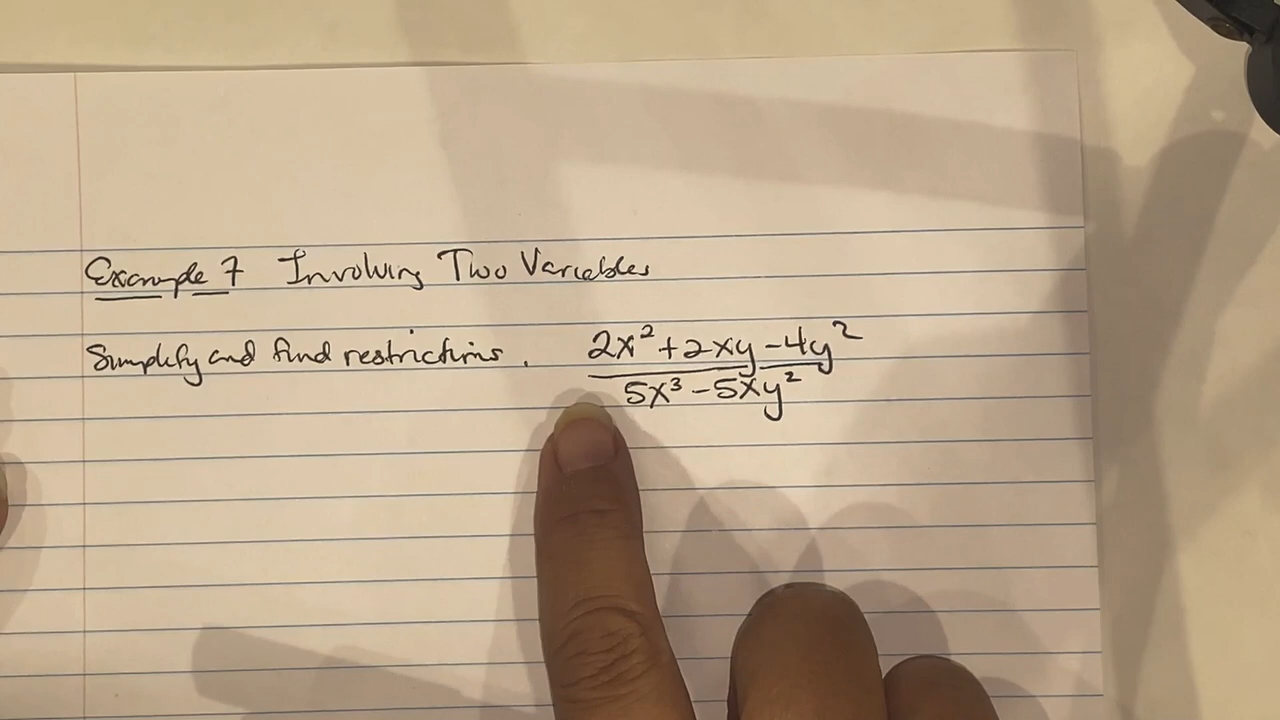 Example 7 Involving Two Variables
Simplify and find restrictions. 2x²+2xy-4y²
5x³-5xy²